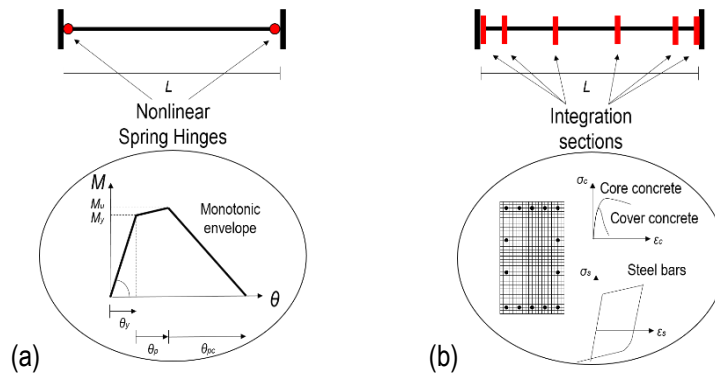 L
Nonlinear
Spring Hinges
M
Mu
My
Monotonic
envelope
θ
θy
θp
θpc
(a)
L
Integration
sections
σc
Core concrete
Cover concrete
εc
σs
Steel bars
εs
(b)